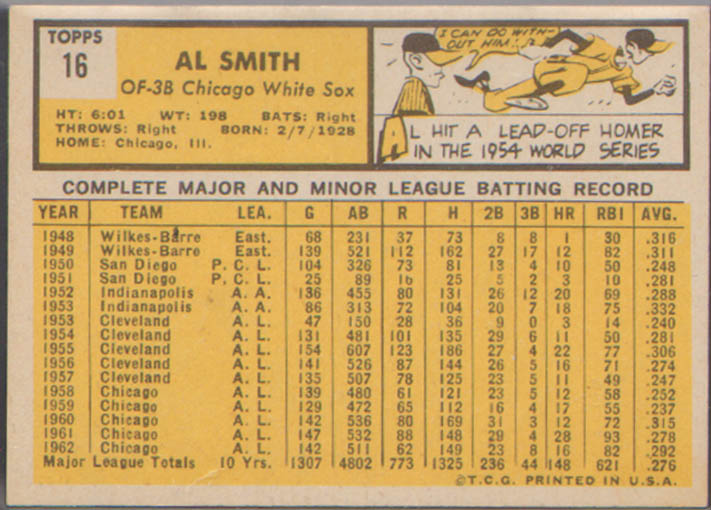 TOPPS
16
AL SMITH
OF-3B Chicago White Sox
HT: 6:01 WT: 198 BATS: Right
THROWS: Right BORN: 2/7/1928
HOME: Chicago, Ill.
I CAN DO WITH-
OUT HIM!
AL HIT A LEAD-OFF HOMER
IN THE 1954 WORLD SERIES
COMPLETE MAJOR AND MINOR LEAGUE BATTING RECORD
YEAR TEAM LEA. G AB R H 2B 3B HR RBI AVG.
1948 Wilkes-Barre East. 68 231 37 73 8 8 1 30 .316
1949 Wilkes-Barre East. 139 521 112 162 27 17 12 82 .311
1950 San Diego P. C. L. 104 326 73 81 13 4 10 50 .248
1951 San Diego P. C. L. 25 89 16 25 5 2 3 10 .281
1952 Indianapolis A. A. 136 455 80 131 26 12 20 69 .288
1953 Indianapolis A. A. 86 313 72 104 20 7 18 75 .332
1953 Cleveland A. L. 47 150 28 36 9 0 3 14 .240
1954 Cleveland A. L. 131 481 101 135 29 6 11 50 .281
1955 Cleveland A. L. 154 607 123 186 27 4 22 77 .306
1956 Cleveland A. L. 141 526 87 144 26 5 16 71 .274
1957 Cleveland A. L. 135 507 78 125 23 5 11 49 .247
1958 Chicago A. L. 139 480 61 121 23 5 12 58 .252
1959 Chicago A. L. 129 472 65 112 16 4 17 55 .237
1960 Chicago A. L. 142 536 80 169 31 3 12 72 .315
1961 Chicago A. L. 147 532 88 148 29 4 28 93 .278
1962 Chicago A. L. 142 511 62 149 23 8 16 82 .292
Major League Totals 10 Yrs. 1307 4802 773 1325 236 44 148 621 .276
©T.C.G. PRINTED IN U.S.A.